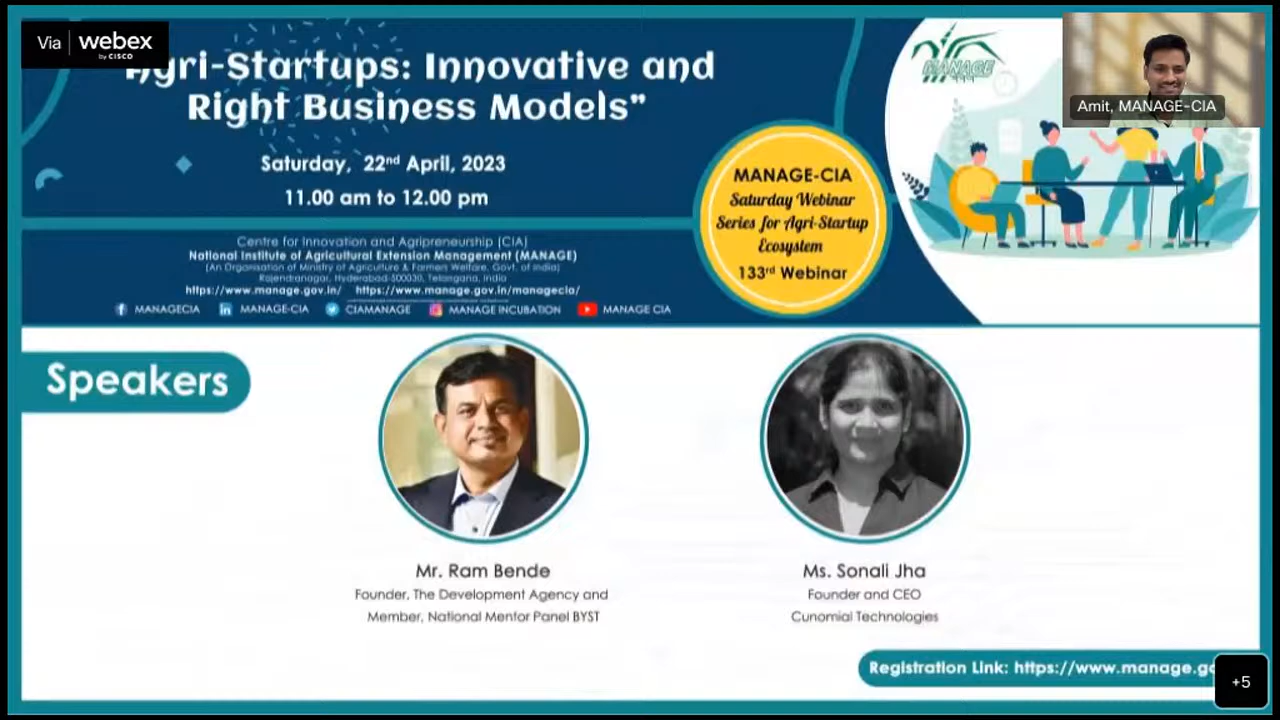 Via webex
by CISCO
Agri-Startups: Innovative and
Right Business Models"
Saturday, 22nd April, 2023
11.00 am to 12.00 pm
MANAGE
Amit, MANAGE-CIA
MANAGE-CIA
Saturday Webinar
Series for Agri-Startup
Ecosystem
133rd Webinar
Centre for Innovation and Agripreneurship (CIA)
National Institute of Agricultural Extension Management (MANAGE)
(An Organisation of Ministry of Agriculture & Farmers Welfare, Govt. of India)
Rajendranagar, Hyderabad-500030, Telangana, India
https://www.manage.gov.in/ https://www.manage.gov.in/managecia/
MANAGECIA MANAGE-CIA CIAMANAGE MANAGE INCUBATION MANAGE CIA
Speakers
Mr. Ram Bende
Founder, The Development Agency and
Member, National Mentor Panel BYST
Ms. Sonali Jha
Founder and CEO
Cunomial Technologies
Registration Link: https://www.manage.go
+5